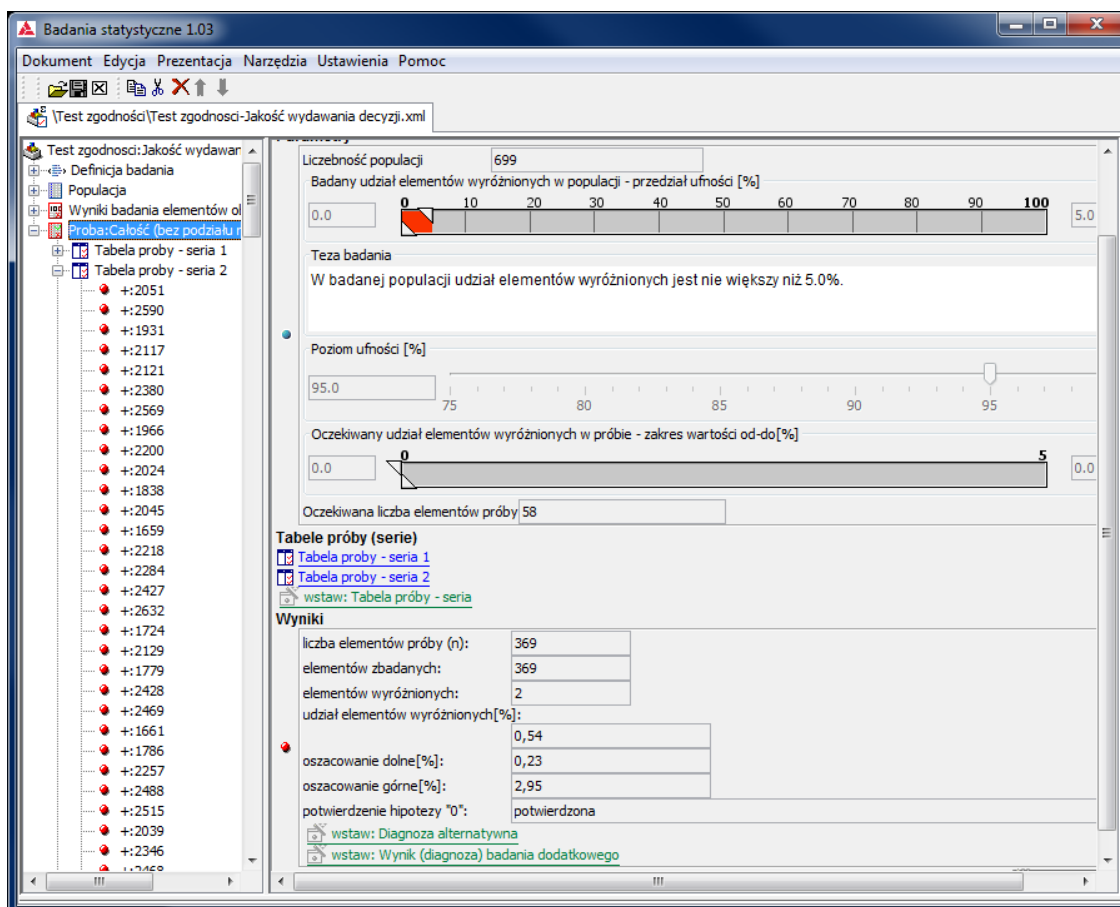 Badania statystyczne 1.03
Dokument Edycja Prezentacja Narzędzia Ustawienia Pomoc
\Test zgodności\Test zgodnosci-Jakość wydawania decyzji.xml
Test zgodnosci:Jakość wydawar
Definicja badania
Populacja
Wyniki badania elementów ol
Proba:Całość (bez podziału r
Tabela proby - seria 1
Tabela proby - seria 2
+:2051
+:2590
+:1931
+:2117
+:2121
+:2380
+:2569
+:1966
+:2200
+:2024
+:1838
+:2045
+:1659
+:2218
+:2284
+:2427
+:2632
+:1724
+:2129
+:1779
+:2428
+:2469
+:1661
+:1786
+:2257
+:2488
+:2515
+:2039
+:2346
+:2468
Parametry
Liczebność populacji 699
Badany udział elementów wyróżnionych w populacji - przedział ufności [%]
0 10 20 30 40 50 60 70 80 90 100
0.0 5.0
Teza badania
W badanej populacji udział elementów wyróżnionych jest nie większy niż 5.0%.
Poziom ufności [%]
95.0
75 80 85 90 95
Oczekiwany udział elementów wyróżnionych w próbie - zakres wartości od-do[%]
0 5
0.0 0.0
Oczekiwana liczba elementów próby 58
Tabele próby (serie)
Tabela proby - seria 1
Tabela proby - seria 2
wstaw: Tabela próby - seria
Wyniki
liczba elementów próby (n): 369
elementów zbadanych: 369
elementów wyróżnionych: 2
udział elementów wyróżnionych[%]:
0,54
oszacowanie dolne[%]: 0,23
oszacowanie górne[%]: 2,95
potwierdzenie hipotezy "0": potwierdzona
wstaw: Diagnoza alternatywna
wstaw: Wynik (diagnoza) badania dodatkowego